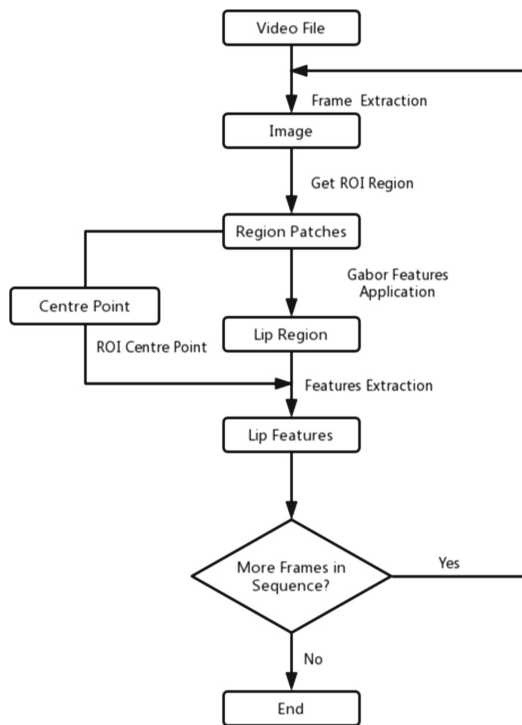 Video File
Frame Extraction
Image
Get ROI Region
Region Patches
Gabor Features
Application
Centre Point
Lip Region
ROI Centre Point
Features Extraction
Lip Features
More Frames in
Sequence?
Yes
No
End